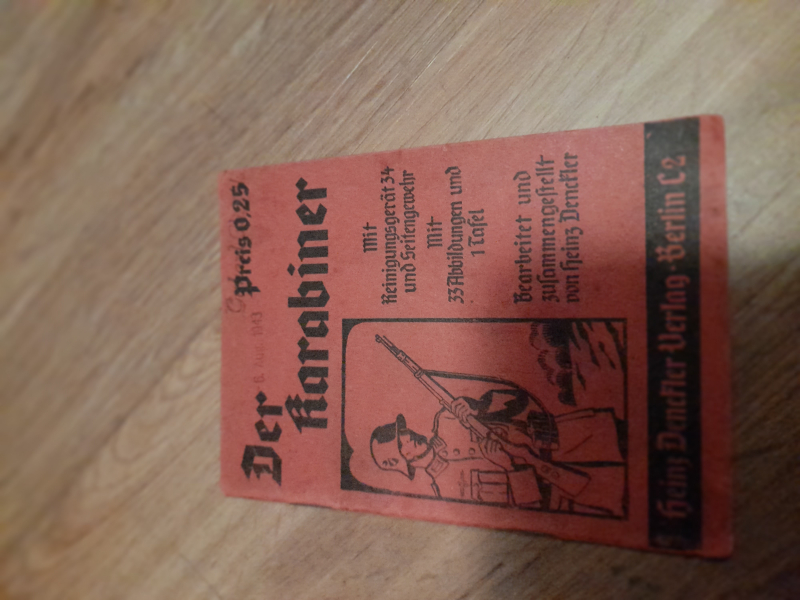 Preis 0,25
Der
Karabiner
Mit
Reinigungsgerät 34
und Seitengewehr
Mit
33 Abbildungen und
1 Tafel
Bearbeitet und
zusammengestellt
von Heinz Denckler
Heinz Denckler-Verlag·Berlin C2